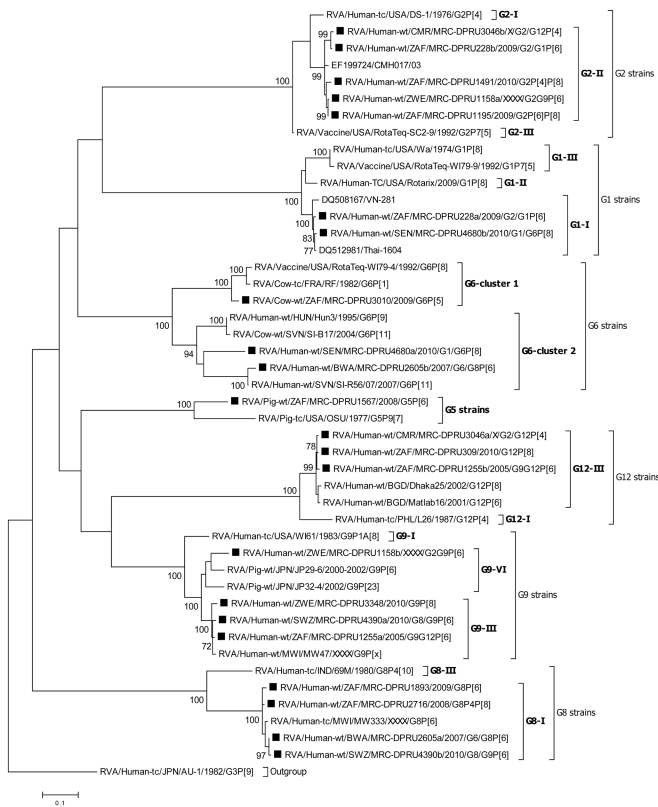 RVA/Human-tc/USA/DS-1/1976/G2P[4] G2-I
99 RVA/Human-wt/CMR/MRC-DPRU3046b/X/G2/G12P[4]
RVA/Human-wt/ZAF/MRC-DPRU228b/2009/G2/G1P[6]
EF199724/CMH017/03
99 RVA/Human-wt/ZAF/MRC-DPRU1491/2010/G2P[4]P[8] G2-II G2 strains
100 RVA/Human-wt/ZWE/MRC-DPRU1158a/XXXX/G2G9P[6]
99 RVA/Human-wt/ZAF/MRC-DPRU1195/2009/G2P[6]P[8]
RVA/Vaccine/USA/RotaTeq-SC2-9/1992/G2P7[5] G2-III
100 RVA/Human-tc/USA/Wa/1974/G1P[8] G1-III
RVA/Vaccine/USA/RotaTeq-WI79-9/1992/G1P7[5]
RVA/Human-TC/USA/Rotarix/2009/G1P[8] G1-II
100 DQ508167/VN-281 G1 strains
100 RVA/Human-wt/ZAF/MRC-DPRU228a/2009/G2/G1P[6] G1-I
83 RVA/Human-wt/SEN/MRC-DPRU4680b/2010/G1/G6P[8]
77 DQ512981/Thai-1604
100 RVA/Vaccine/USA/RotaTeq-WI79-4/1992/G6P[8]
100 RVA/Cow-tc/FRA/RF/1982/G6P[1] G6-cluster 1
RVA/Cow-wt/ZAF/MRC-DPRU3010/2009/G6P[5]
RVA/Human-wt/HUN/Hun3/1995/G6P[9] G6 strains
100 RVA/Cow-wt/SVN/SI-B17/2004/G6P[11]
94 RVA/Human-wt/SEN/MRC-DPRU4680a/2010/G1/G6P[8] G6-cluster 2
RVA/Human-wt/BWA/MRC-DPRU2605b/2007/G6/G8P[6]
100 RVA/Human-wt/SVN/SI-R56/07/2007/G6P[11]
100 RVA/Pig-wt/ZAF/MRC-DPRU1567/2008/G5P[6] G5 strains
RVA/Pig-tc/USA/OSU/1977/G5P9[7]
78 RVA/Human-wt/CMR/MRC-DPRU3046a/X/G2/G12P[4]
RVA/Human-wt/ZAF/MRC-DPRU309/2010/G12P[8]
99 RVA/Human-wt/ZAF/MRC-DPRU1255b/2005/G9G12P[6] G12-III G12 strains
100 RVA/Human-wt/BGD/Dhaka25/2002/G12P[8]
RVA/Human-wt/BGD/Matlab16/2001/G12P[6]
RVA/Human-tc/PHL/L26/1987/G12P[4] G12-I
RVA/Human-tc/USA/WI61/1983/G9P1A[8] G9-I
100 RVA/Human-wt/ZWE/MRC-DPRU1158b/XXXX/G2G9P[6]
RVA/Pig-wt/JPN/JP29-6/2000-2002/G9P[6] G9-VI
RVA/Pig-wt/JPN/JP32-4/2002/G9P[23] G9 strains
RVA/Human-wt/ZWE/MRC-DPRU3348/2010/G9P[8]
100 RVA/Human-wt/SWZ/MRC-DPRU4390a/2010/G8/G9P[6] G9-III
RVA/Human-wt/ZAF/MRC-DPRU1255a/2005/G9G12P[6]
72 RVA/Human-wt/MWI/MW47/XXXX/G9P[x]
RVA/Human-tc/IND/69M/1980/G8P4[10] G8-III
100 RVA/Human-wt/ZAF/MRC-DPRU1893/2009/G8P[6]
RVA/Human-wt/ZAF/MRC-DPRU2716/2008/G8P4P[8]
RVA/Human-tc/MWI/MW333/XXXX/G8P[6] G8-I G8 strains
RVA/Human-wt/BWA/MRC-DPRU2605a/2007/G6/G8P[6]
97 RVA/Human-wt/SWZ/MRC-DPRU4390b/2010/G8/G9P[6]
RVA/Human-tc/JPN/AU-1/1982/G3P[9] Outgroup
0.1